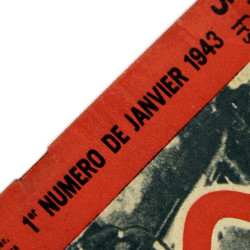 1er NUMERO DE JANVIER 1943